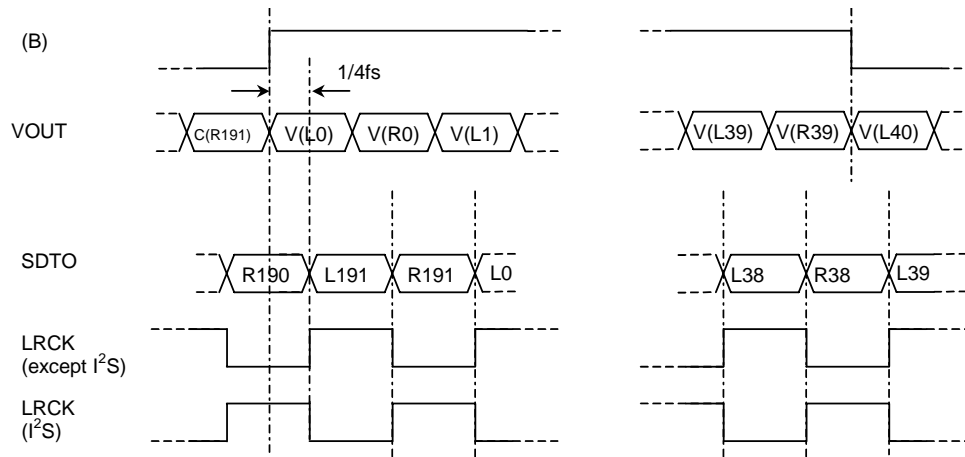 (B)
1/4fs
VOUT
C(R191) V(L0) V(R0) V(L1) V(L39) V(R39) V(L40)
SDTO
R190 L191 R191 L0 L38 R38 L39
LRCK
(except I²S)
LRCK
(I²S)